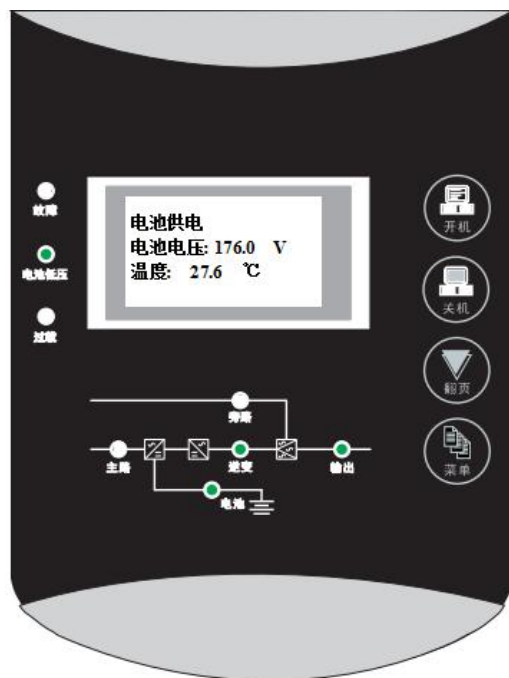 故障
电池低压
过载
电池供电
电池电压: 176.0 V
温度: 27.6 ℃
开机
关机
翻页
菜单
旁路
主路
逆变
输出
电池